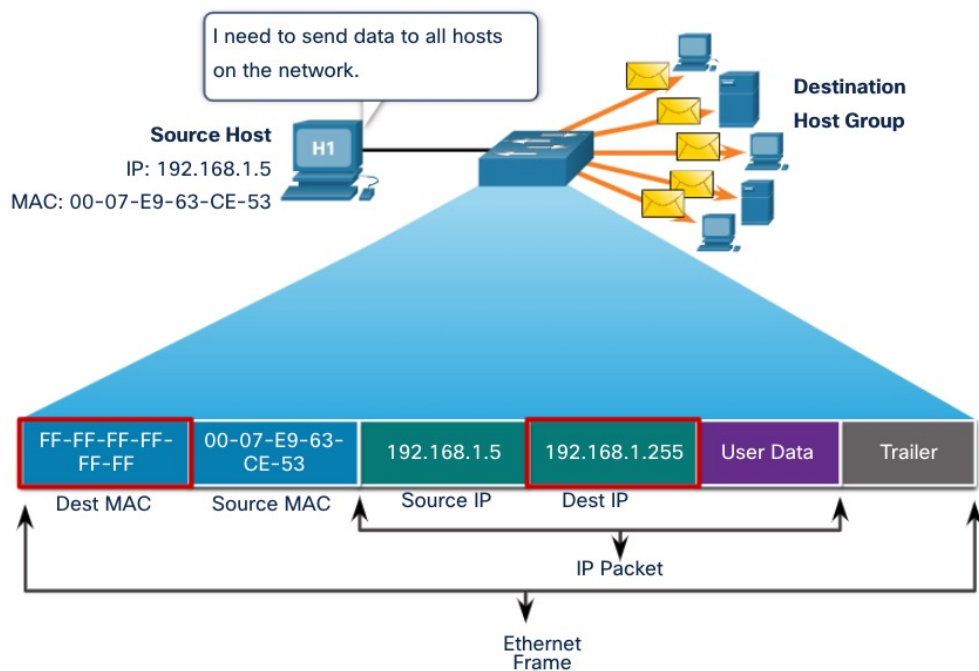 I need to send data to all hosts
on the network.
Destination
Host Group
Source Host
IP: 192.168.1.5
MAC: 00-07-E9-63-CE-53
H1
FF-FF-FF-FF-
FF-FF
00-07-E9-63-
CE-53
192.168.1.5
192.168.1.255
User Data
Trailer
Dest MAC
Source MAC
Source IP
Dest IP
IP Packet
Ethernet
Frame